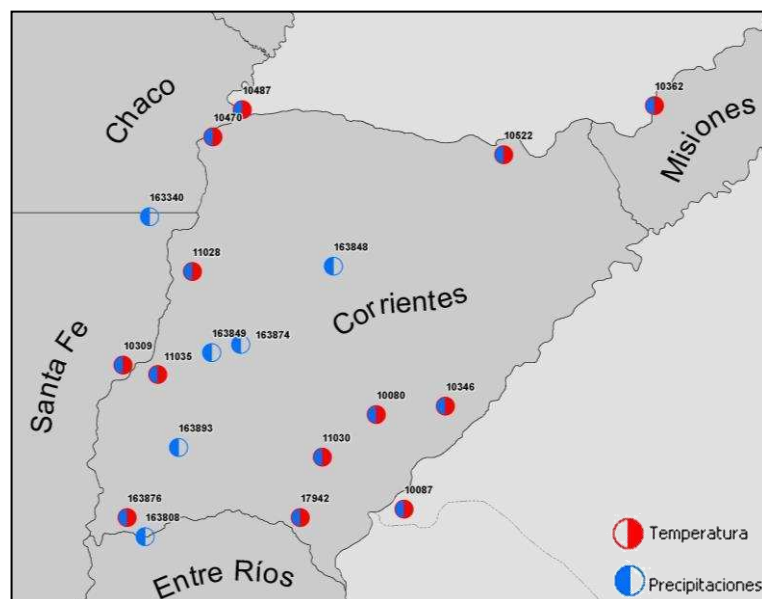 10487
10362
Chaco
10470
Misiones
10522
163340
163848
11028
Corrientes
163849
163874
10309
11035
Santa Fe
10346
10080
163893
11030
163876
17942
10087
163808
Temperatura
Entre Ríos
Precipitaciones